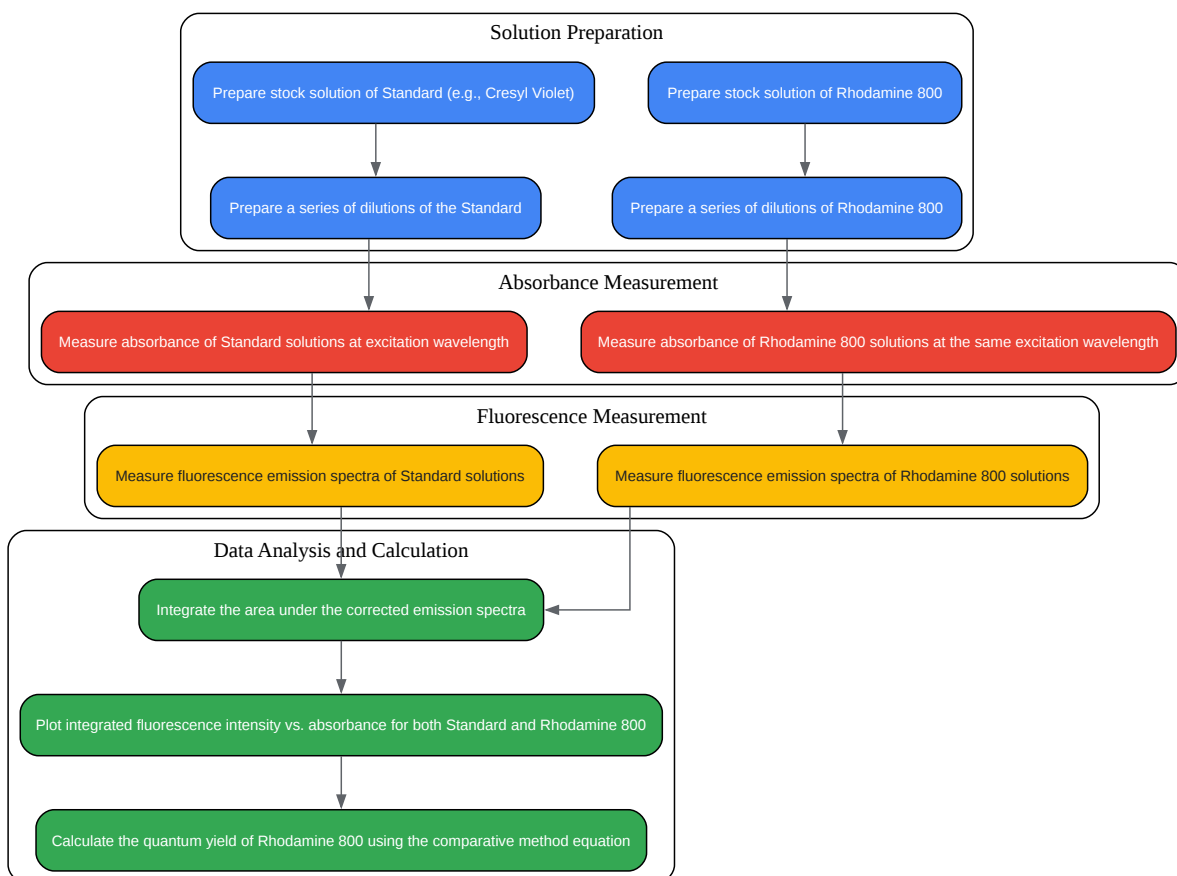 Solution Preparation
Prepare stock solution of Standard (e.g., Cresyl Violet)
Prepare stock solution of Rhodamine 800
Prepare a series of dilutions of the Standard
Prepare a series of dilutions of Rhodamine 800
Absorbance Measurement
Measure absorbance of Standard solutions at excitation wavelength
Measure absorbance of Rhodamine 800 solutions at the same excitation wavelength
Fluorescence Measurement
Measure fluorescence emission spectra of Standard solutions
Measure fluorescence emission spectra of Rhodamine 800 solutions
Data Analysis and Calculation
Integrate the area under the corrected emission spectra
Plot integrated fluorescence intensity vs. absorbance for both Standard and Rhodamine 800
Calculate the quantum yield of Rhodamine 800 using the comparative method equation